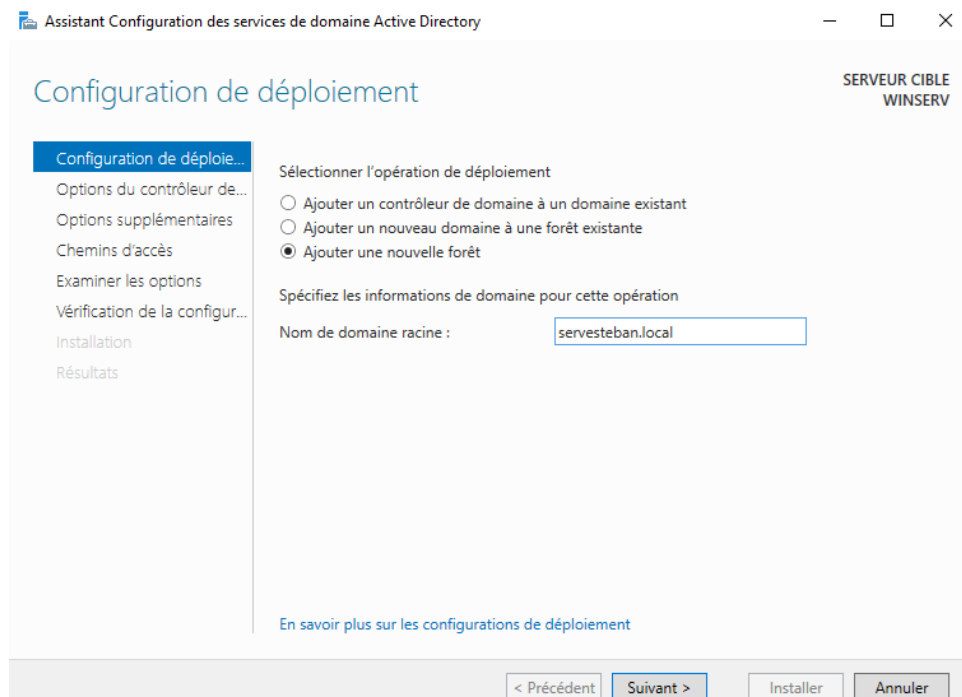 Assistant Configuration des services de domaine Active Directory
Configuration de déploiement
SERVEUR CIBLE
WINSERV
Configuration de déploie...
Options du contrôleur de...
Options supplémentaires
Chemins d'accès
Examiner les options
Vérification de la configur...
Installation
Résultats
Sélectionner l'opération de déploiement
Ajouter un contrôleur de domaine à un domaine existant
Ajouter un nouveau domaine à une forêt existante
Ajouter une nouvelle forêt
Spécifiez les informations de domaine pour cette opération
Nom de domaine racine : servesteban.local
En savoir plus sur les configurations de déploiement
< Précédent Suivant > Installer Annuler